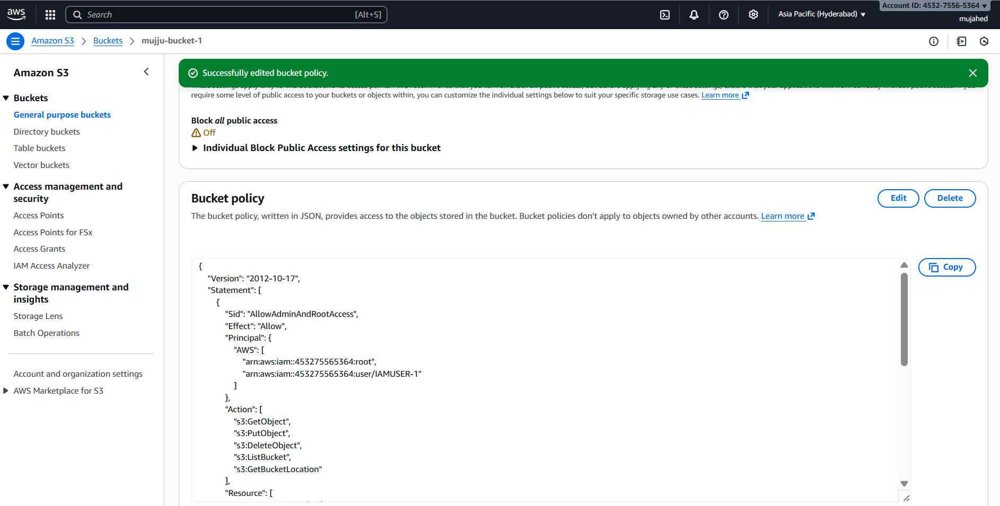 aws
Search [Alt+S]
Asia Pacific (Hyderabad)
Account ID: 4532-7556-5364
mujahed
Amazon S3 > Buckets > mujju-bucket-1
Amazon S3
Buckets
General purpose buckets
Directory buckets
Table buckets
Vector buckets
Access management and
security
Access Points
Access Points for FSx
Access Grants
IAM Access Analyzer
Storage management and
insights
Storage Lens
Batch Operations
Account and organization settings
AWS Marketplace for S3
Successfully edited bucket policy.
require some level of public access to your buckets or objects within, you can customize the individual settings below to suit your specific storage use cases. Learn more
Block all public access
Off
Individual Block Public Access settings for this bucket
Bucket policy
Edit
Delete
The bucket policy, written in JSON, provides access to the objects stored in the bucket. Bucket policies don't apply to objects owned by other accounts. Learn more
Copy
{
"Version": "2012-10-17",
"Statement": [
{
"Sid": "AllowAdminAndRootAccess",
"Effect": "Allow",
"Principal": {
"AWS": [
"arn:aws:iam::453275565364:root",
"arn:aws:iam::453275565364:user/IAMUSER-1"
]
},
"Action": [
"s3:GetObject",
"s3:PutObject",
"s3:DeleteObject",
"s3:ListBucket",
"s3:GetBucketLocation"
],
"Resource": [